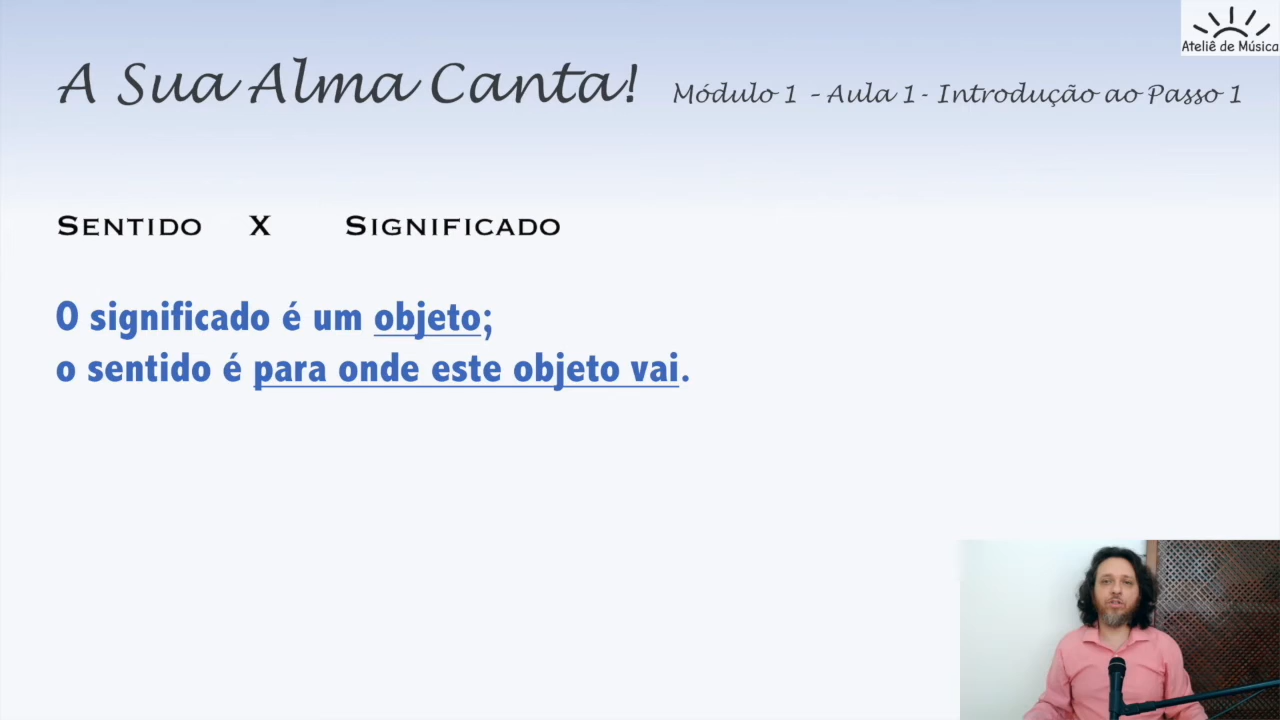 Ateliê de Música
A Sua Alma Canta! Módulo 1 - Aula 1- Introdução ao Passo 1
Sentido X Significado
O significado é um objeto;
o sentido é para onde este objeto vai.